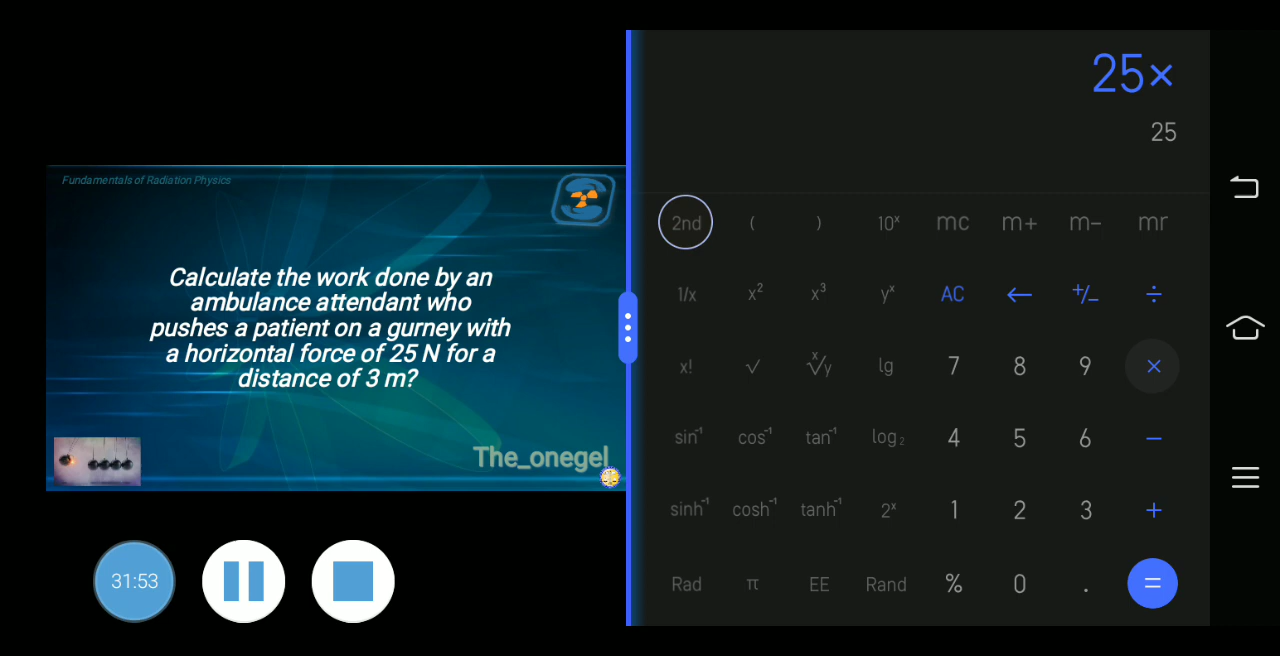 Fundamentals of Radiation Physics
Calculate the work done by an
ambulance attendant who
pushes a patient on a gurney with
a horizontal force of 25 N for a
distance of 3 m?
The_onegel
31:53
25×
25
2nd ( ) 10ˣ mc m+ m− mr
1/x x² x³ yˣ AC ← +/− ÷
x! √ ˣ√y lg 7 8 9 ×
sin⁻¹ cos⁻¹ tan⁻¹ log₂ 4 5 6 −
sinh⁻¹ cosh⁻¹ tanh⁻¹ 2ˣ 1 2 3 +
Rad π EE Rand % 0 . =